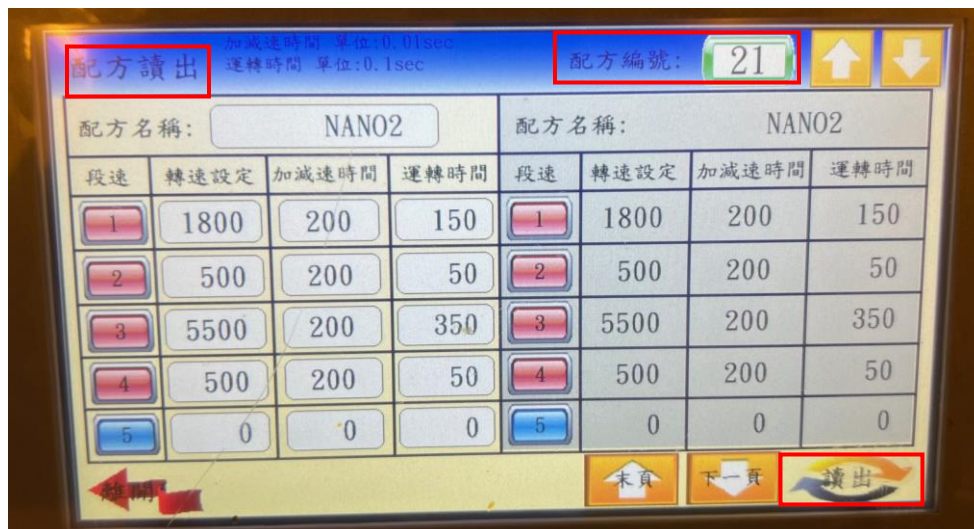 加減速時間 單位:0.01sec
配方讀出 運轉時間 單位:0.1sec 配方編號: 21
配方名稱: NANO2 配方名稱: NANO2
段速 轉速設定 加減速時間 運轉時間 段速 轉速設定 加減速時間 運轉時間
1 1800 200 150 1 1800 200 150
2 500 200 50 2 500 200 50
3 5500 200 350 3 5500 200 350
4 500 200 50 4 500 200 50
5 0 0 0 5 0 0 0
離開 末頁 下一頁 讀出